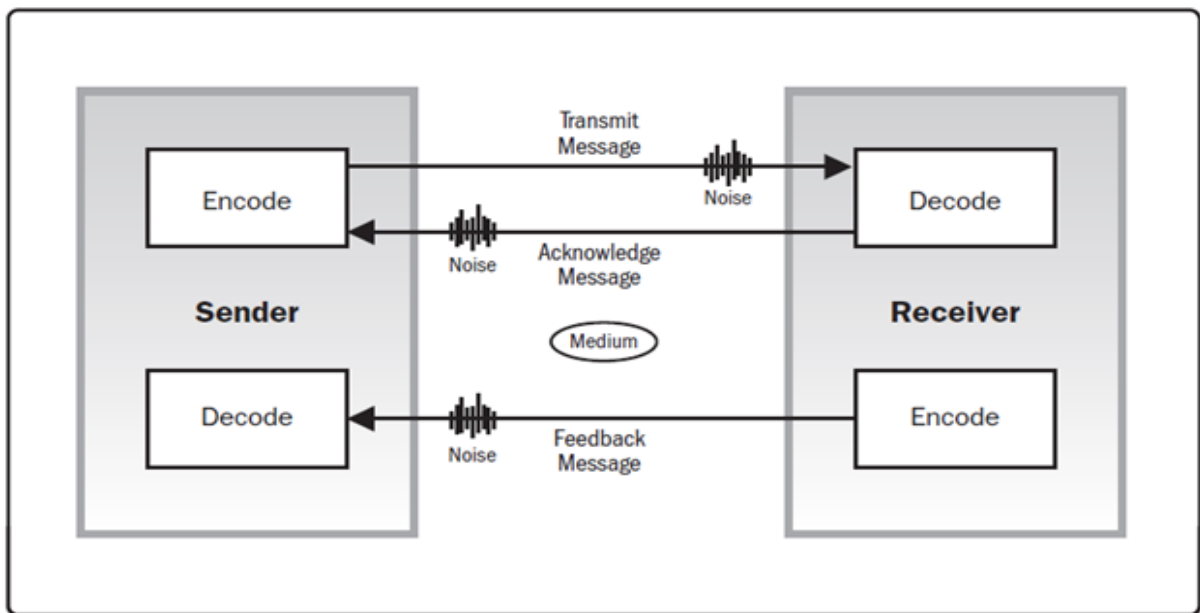 Transmit
Message
Noise
Encode
Decode
Noise
Acknowledge
Message
Sender
Receiver
Medium
Decode
Encode
Noise
Feedback
Message